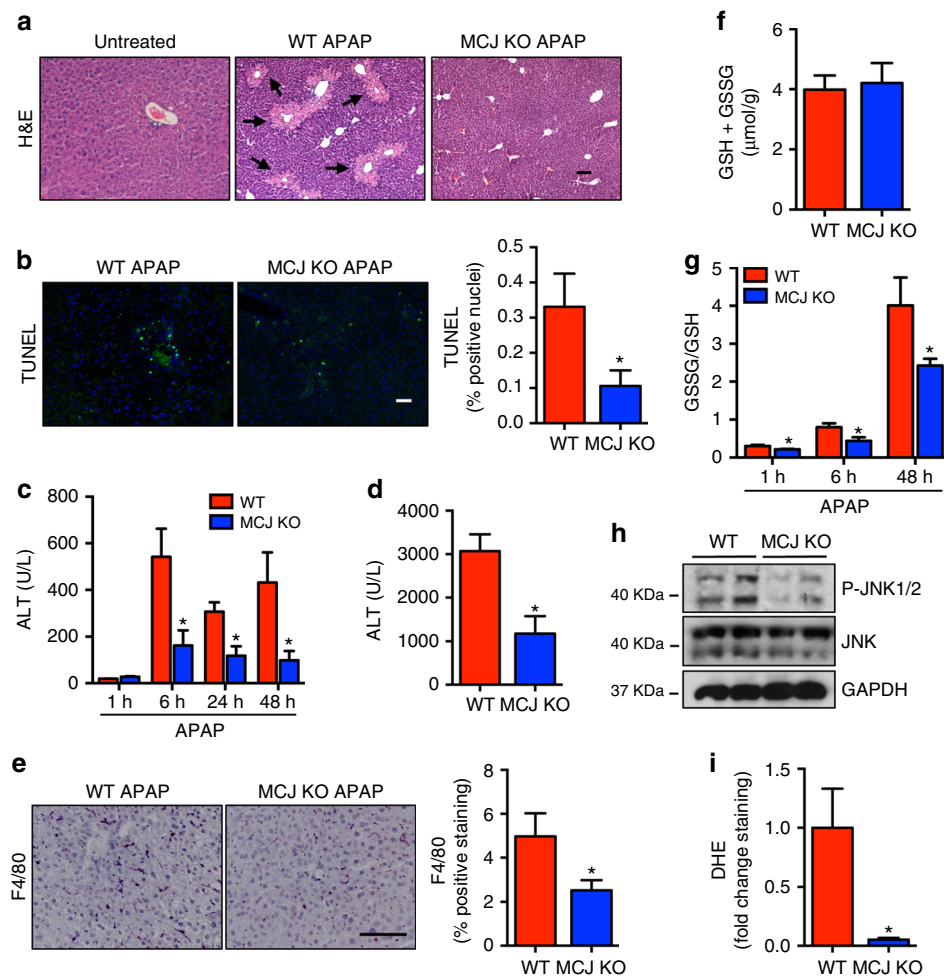 a
Untreated
WT APAP
MCJ KO APAP
H&E
b
WT APAP
MCJ KO APAP
TUNEL
TUNEL
(% positive nuclei)
0.5
0.4
0.3
0.2
0.1
0.0
*
WT MCJ KO
c
ALT (U/L)
800
600
400
200
0
WT
MCJ KO
* * *
1 h 6 h 24 h 48 h
APAP
d
ALT (U/L)
4000
3000
2000
1000
0
*
WT MCJ KO
e
WT APAP
MCJ KO APAP
F4/80
F4/80
(% positive staining)
8
6
4
2
0
*
WT MCJ KO
f
GSH + GSSG
(μmol/g)
6
4
2
0
WT MCJ KO
g
GSSG/GSH
5
4
3
2
1
0
WT
MCJ KO
* * *
1 h 6 h 48 h
APAP
h
WT MCJ KO
40 KDa
P-JNK1/2
40 KDa
JNK
37 KDa
GAPDH
i
DHE
(fold change staining)
1.5
1.0
0.5
0.0
*
WT MCJ KO